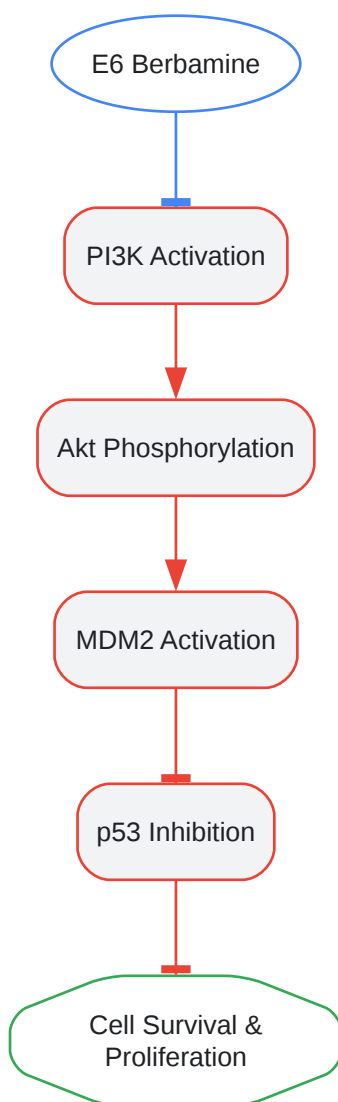 E6 Berbamine
PI3K Activation
Akt Phosphorylation
MDM2 Activation
p53 Inhibition
Cell Survival &
Proliferation